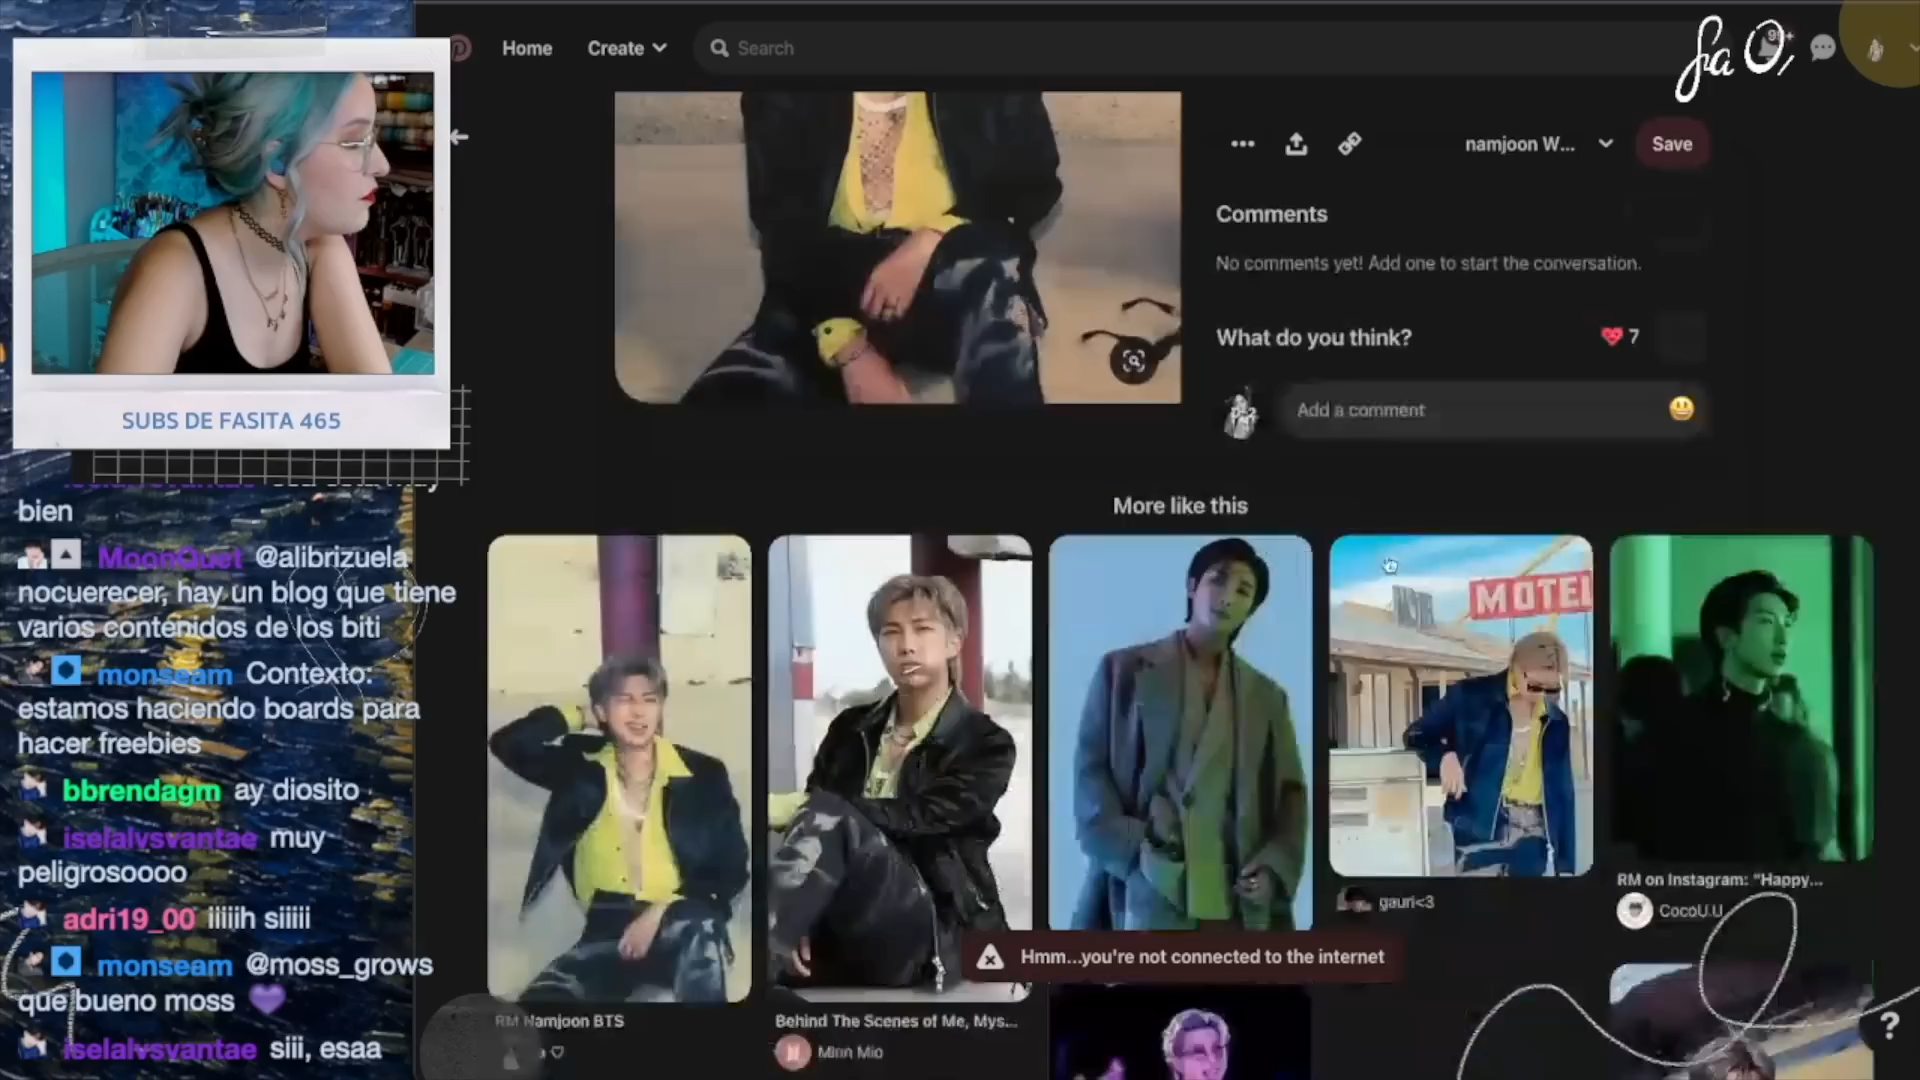 Home
Create
Search
99+
SUBS DE FASITA 465
namjoon W...
Save
Comments
No comments yet! Add one to start the conversation.
What do you think?
7
Add a comment
bien
MoonQuet @alibrizuela
nocuerecer, hay un blog que tiene
varios contenidos de los biti
monseam Contexto:
estamos haciendo boards para
hacer freebies
bbrendagm ay diosito
iselalvsvantae muy
peligrosoooo
adri19_00 iiiiih siiiii
monseam @moss_grows
que bueno moss
iselalvsvantae siii, esaa
More like this
MOTEL
gauri<3
RM on Instagram: "Happy...
CocoU.U
Hmm...you're not connected to the internet
RM Namjoon BTS
Behind The Scenes of Me, Mys...
Minn Mio
?